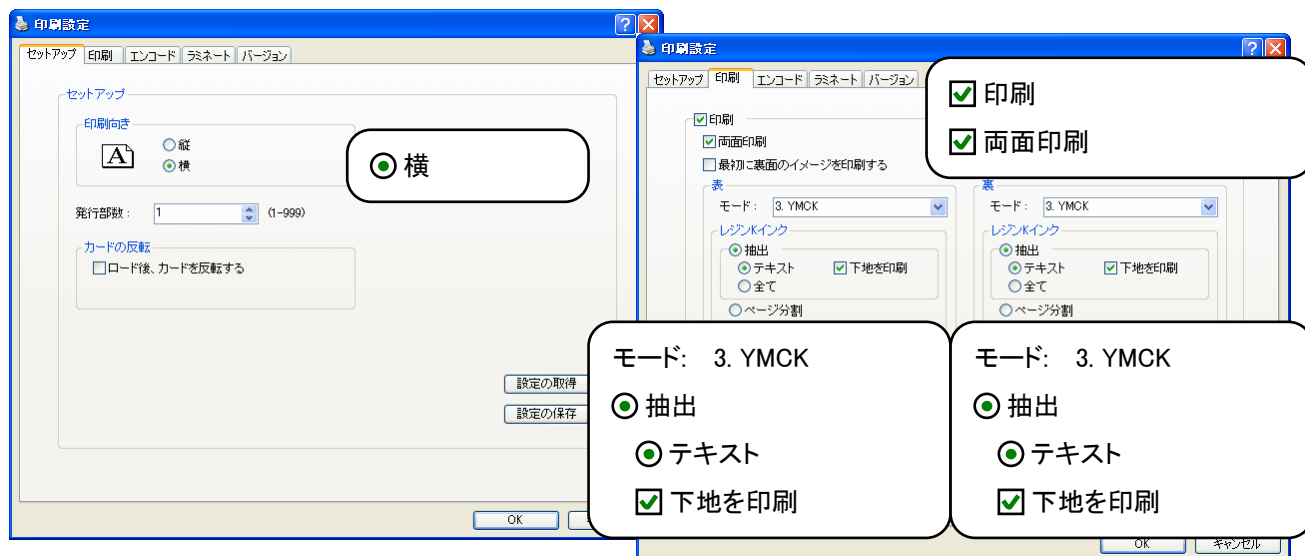 印刷設定
セットアップ 印刷 エンコード ラミネート バージョン
セットアップ
印刷向き
A
縦
横
横
発行部数： 1 (1-999)
カードの反転
ロード後、カードを反転する
設定の取得
設定の保存
OK
印刷設定
セットアップ 印刷 エンコード ラミネート バージョン
印刷
両面印刷
印刷
両面印刷
最初に裏面のイメージを印刷する
表
モード： 3. YMCK
レジンKインク
抽出
テキスト 下地を印刷
全て
ページ分割
裏
モード： 3. YMCK
レジンKインク
抽出
テキスト 下地を印刷
全て
ページ分割
モード: 3. YMCK
抽出
テキスト
下地を印刷
モード: 3. YMCK
抽出
テキスト
下地を印刷
OK キャンセル